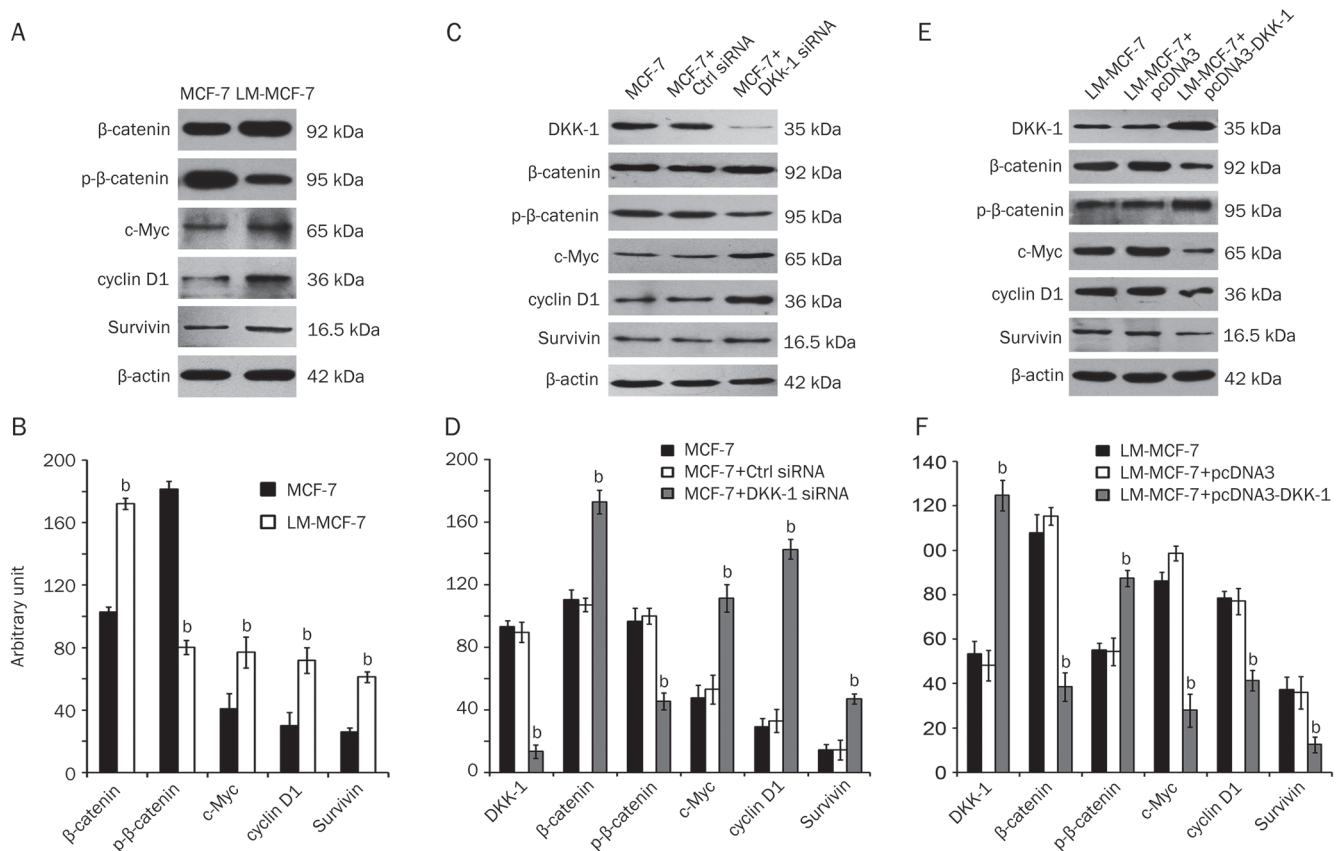 A
MCF-7 LM-MCF-7
β-catenin 92 kDa
p-β-catenin 95 kDa
c-Myc 65 kDa
cyclin D1 36 kDa
Survivin 16.5 kDa
β-actin 42 kDa
C
MCF-7
MCF-7+
Ctrl siRNA
MCF-7+
DKk-1 siRNA
DKK-1 35 kDa
β-catenin 92 kDa
p-β-catenin 95 kDa
c-Myc 65 kDa
cyclin D1 36 kDa
Survivin 16.5 kDa
β-actin 42 kDa
E
LM-MCF-7
LM-MCF-7+
pcDNA3
LM-MCF-7+
pcDNA3-DKK-1
DKK-1 35 kDa
β-catenin 92 kDa
p-β-catenin 95 kDa
c-Myc 65 kDa
cyclin D1 36 kDa
Survivin 16.5 kDa
β-actin 42 kDa
B
Arbitrary unit
200
160
120
80
40
0
b
b
b
b
b
MCF-7
LM-MCF-7
β-catenin
p-β-catenin
c-Myc
cyclin D1
Survivin
D
200
160
120
80
40
0
b
b
b
b
b
b
MCF-7
MCF-7+Ctrl siRNA
MCF-7+DKK-1 siRNA
DKK-1
β-catenin
p-β-catenin
c-Myc
cyclin D1
Survivin
F
140
120
00
60
40
20
0
b
b
b
b
b
b
LM-MCF-7
LM-MCF-7+pcDNA3
LM-MCF-7+pcDNA3-DKK-1
DKK-1
β-catenin
p-β-catenin
c-Myc
cyclin D1
Survivin